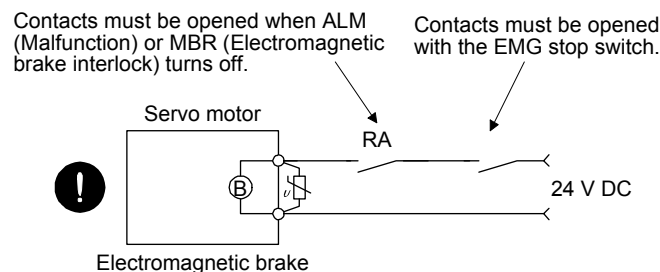 Contacts must be opened when ALM
(Malfunction) or MBR (Electromagnetic
brake interlock) turns off.
Contacts must be opened
with the EMG stop switch.
Servo motor
RA
B
υ
24 V DC
Electromagnetic brake